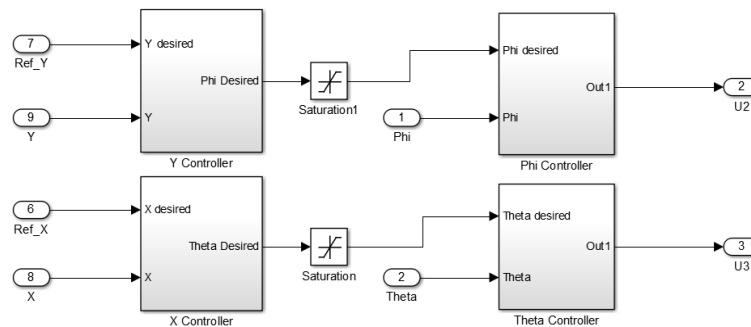 7
Ref_Y
9
Y
Y desired
Y
Phi Desired
Y Controller
Saturation1
1
Phi
Phi desired
Phi
Out1
Phi Controller
2
U2
6
Ref_X
8
X
X desired
X
Theta Desired
X Controller
Saturation
2
Theta
Theta desired
Theta
Out1
Theta Controller
3
U3